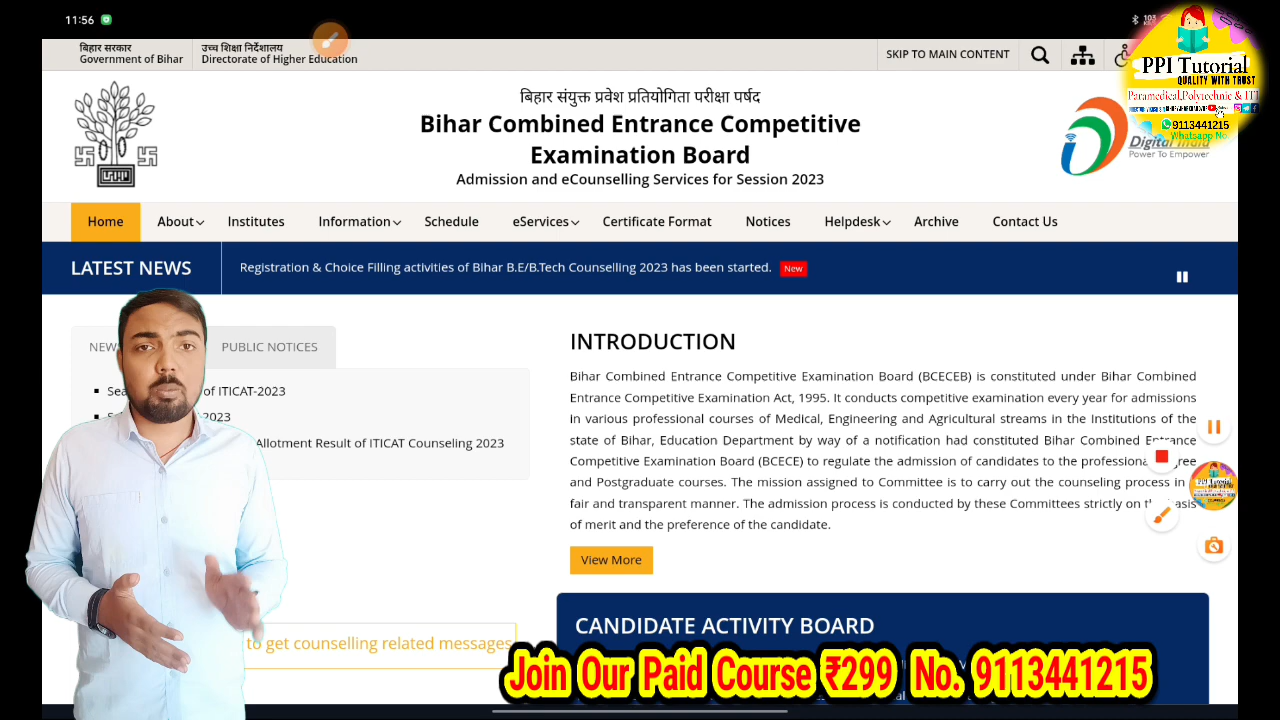 11:56
बिहार सरकार
Government of Bihar
उच्च शिक्षा निर्देशालय
Directorate of Higher Education
SKIP TO MAIN CONTENT
PPI Tutorial
QUALITY WITH TRUST
Paramedical,Polytechnic & ITI
9113441215
Whatsapp No.
बिहार संयुक्त प्रवेश प्रतियोगिता परीक्षा पर्षद
Bihar Combined Entrance Competitive
Examination Board
Admission and eCounselling Services for Session 2023
Digital India
Power To Empower
Home About Institutes Information Schedule eServices Certificate Format Notices Helpdesk Archive Contact Us
LATEST NEWS
Registration & Choice Filling activities of Bihar B.E/B.Tech Counselling 2023 has been started. New
PUBLIC NOTICES
of ITICAT-2023
2023
Allotment Result of ITICAT Counseling 2023
INTRODUCTION
Bihar Combined Entrance Competitive Examination Board (BCECEB) is constituted under Bihar Combined
Entrance Competitive Examination Act, 1995. It conducts competitive examination every year for admissions
in various professional courses of Medical, Engineering and Agricultural streams in the Institutions of the
state of Bihar, Education Department by way of a notification had constituted Bihar Combined Entrance
Competitive Examination Board (BCECE) to regulate the admission of candidates to the professional
and Postgraduate courses. The mission assigned to Committee is to carry out the counseling process in
fair and transparent manner. The admission process is conducted by these Committees strictly on
of merit and the preference of the candidate.
View More
PPI Tutorial
to get counselling related messages
CANDIDATE ACTIVITY BOARD
Join Our Paid Course ₹299 No. 9113441215